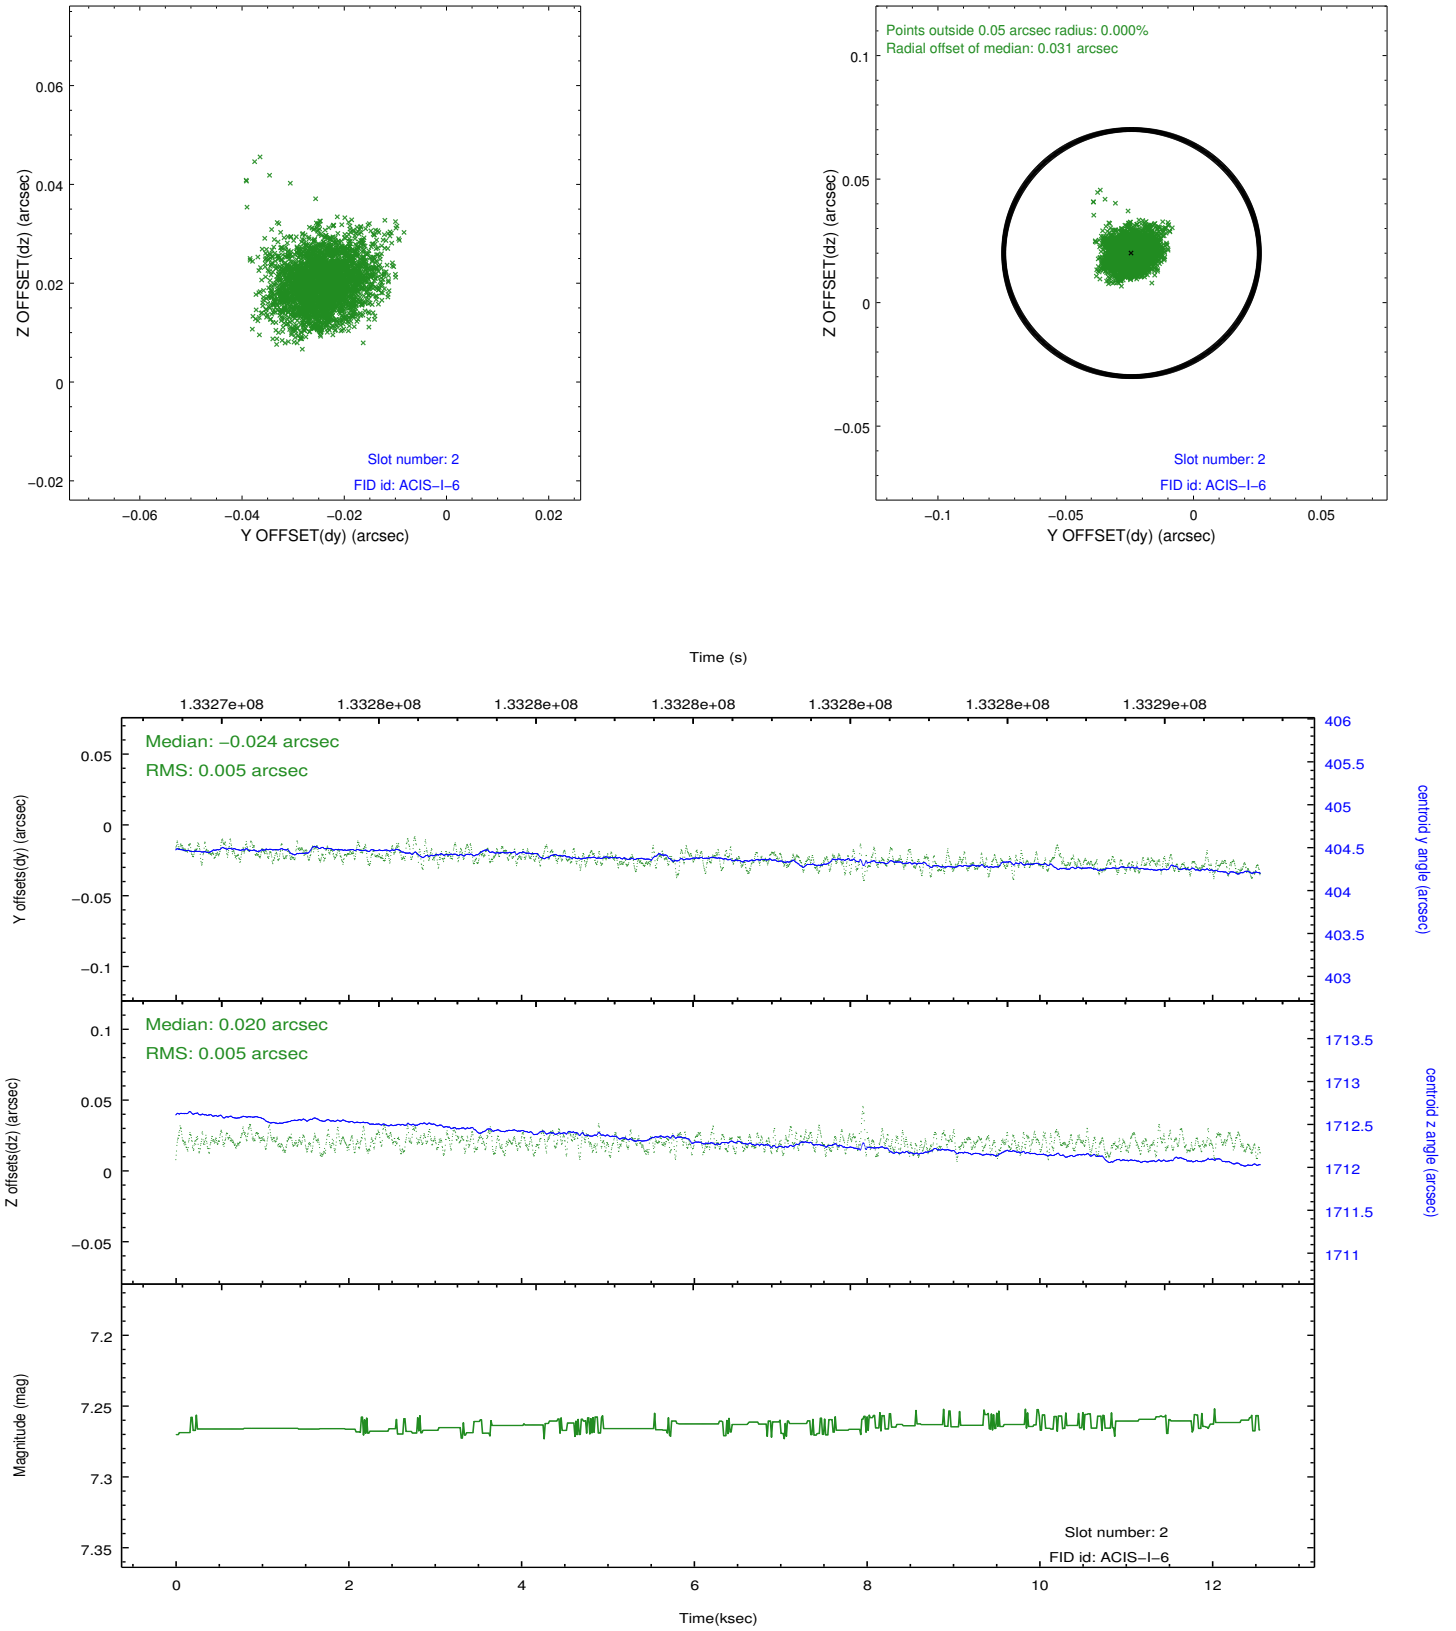 0.06
0.04
0.02
0
−0.02
Z OFFSET(dz) (arcsec)
Slot number: 2
FID id: ACIS−I−6
−0.06
−0.04
−0.02
0
0.02
Y OFFSET(dy) (arcsec)
Points outside 0.05 arcsec radius: 0.000%
Radial offset of median: 0.031 arcsec
0.1
0.05
0
−0.05
Z OFFSET(dz) (arcsec)
Slot number: 2
FID id: ACIS−I−6
−0.1
−0.05
0
0.05
Y OFFSET(dy) (arcsec)
Time (s)
1.3327e+08
1.3328e+08
1.3328e+08
1.3328e+08
1.3328e+08
1.3328e+08
1.3329e+08
Median: −0.024 arcsec
RMS: 0.005 arcsec
0.05
0
−0.05
−0.1
Y offsets(dy) (arcsec)
406
405.5
405
404.5
404
403.5
403
centroid y angle (arcsec)
Median: 0.020 arcsec
RMS: 0.005 arcsec
0.1
0.05
0
−0.05
Z offsets(dz) (arcsec)
1713.5
1713
1712.5
1712
1711.5
1711
centroid z angle (arcsec)
7.2
7.25
7.3
7.35
Magnitude (mag)
Slot number: 2
FID id: ACIS−I−6
0
2
4
6
8
10
12
Time(ksec)